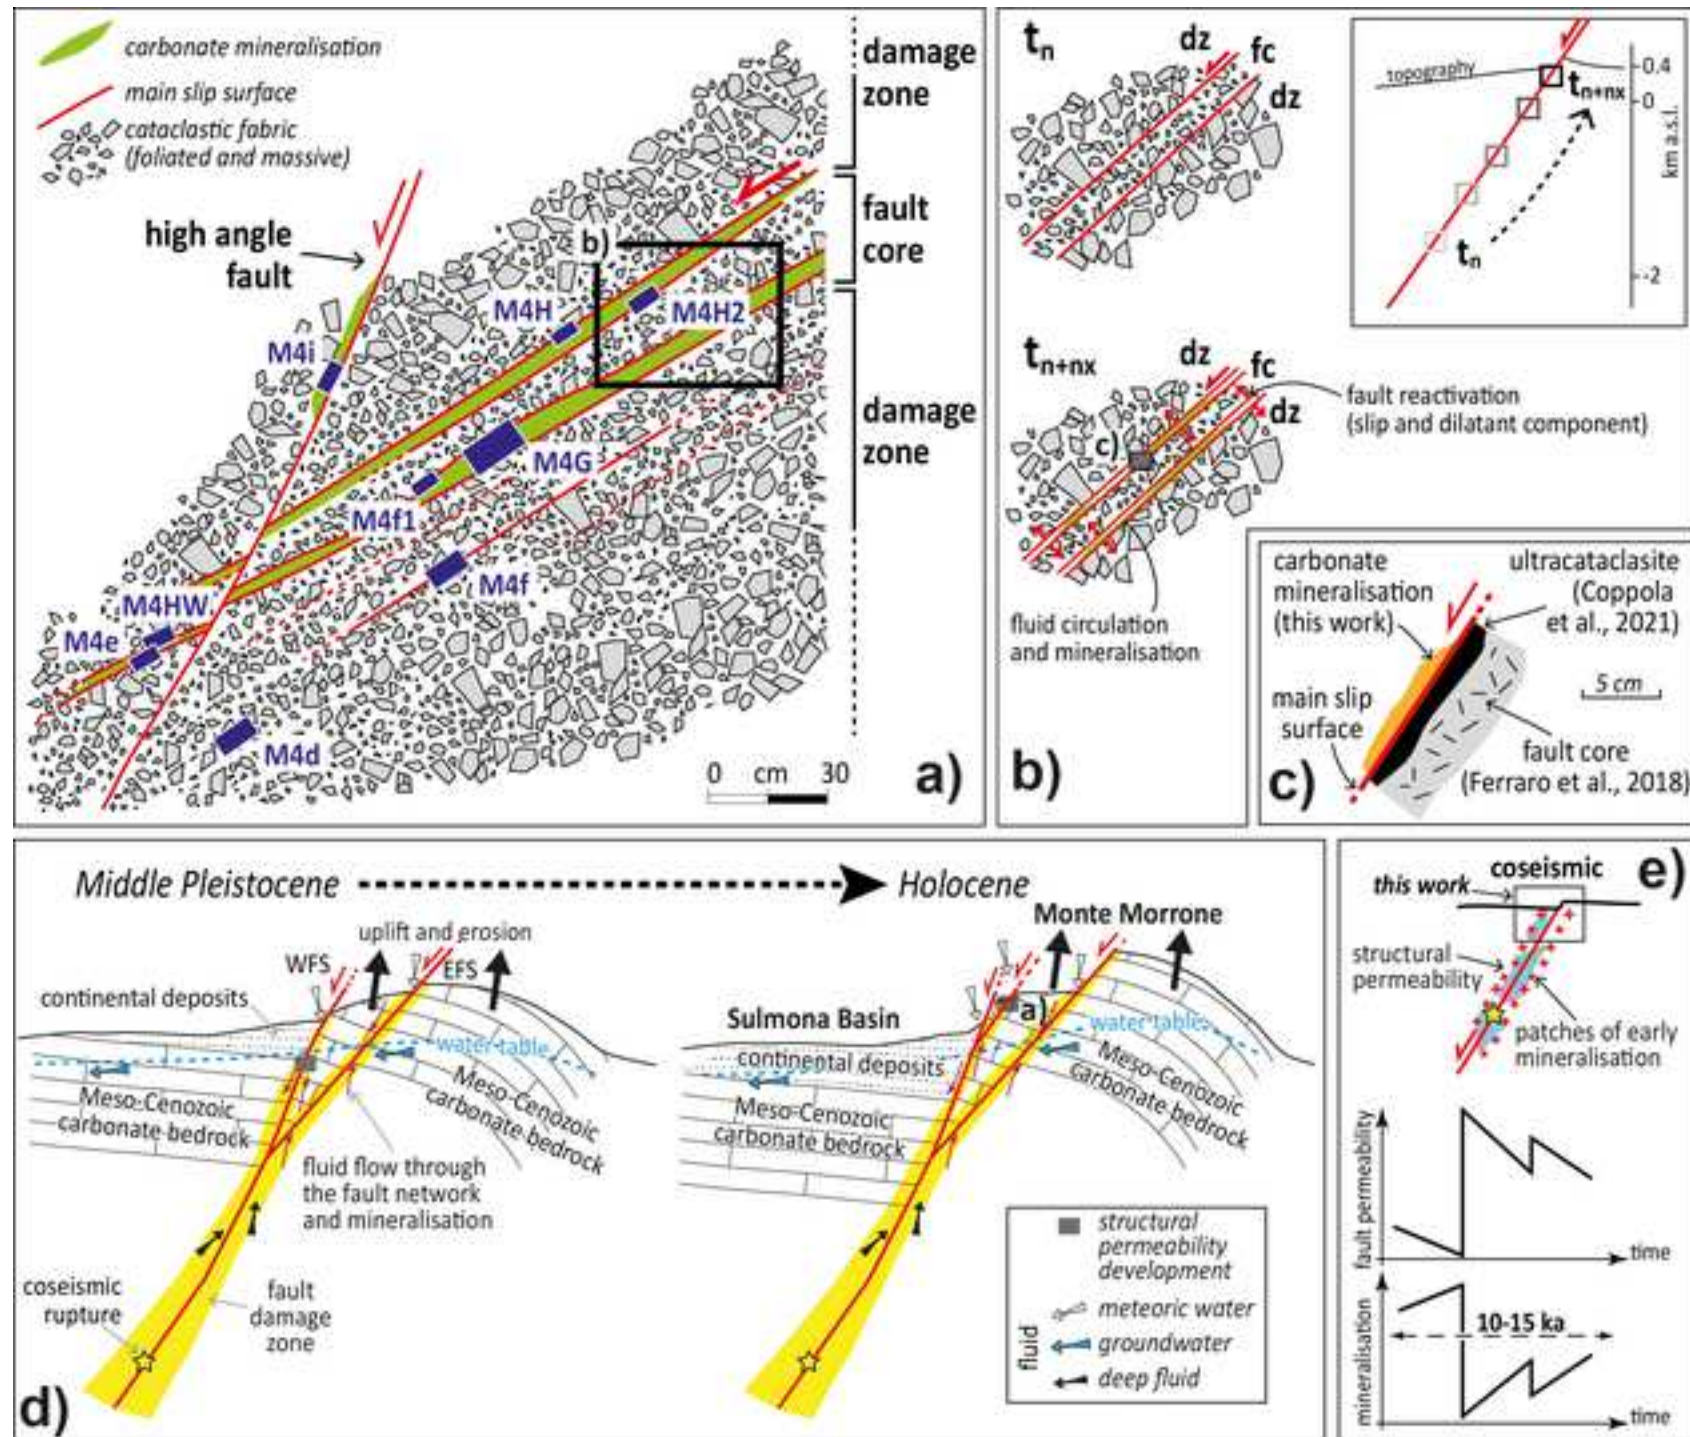 carbonate mineralisation
main slip surface
cataclastic fabric
(foliated and massive)
high angle
fault
damage
zone
fault
core
damage
zone
b)
M4H
M4H2
M4i
M4G
M4f1
M4f
M4HW
M4e
M4d
0 cm 30
a)
tn
dz
fc
dz
topography
tn+nx
tn
0.4
0
-2
km a.s.l.
tn+nx
dz
fc
dz
c)
fault reactivation
(slip and dilatant component)
fluid circulation
and mineralisation
b)
carbonate
mineralisation
(this work)
ultracataclasite
(Coppola
et al., 2021)
5 cm
main slip
surface
fault core
(Ferraro et al., 2018)
c)
Middle Pleistocene
Holocene
uplift and erosion
WFS
EFS
continental deposits
water table
Meso-Cenozoic
carbonate bedrock
Meso-Cenozoic
carbonate bedrock
fluid flow through
the fault network
and mineralisation
coseismic
rupture
fault
damage
zone
d)
Monte Morrone
Sulmona Basin
a)
water table
continental deposits
Meso-Cenozoic
carbonate bedrock
Meso-Cenozoic
carbonate bedrock
structural
permeability
development
fluid
meteoric water
groundwater
deep fluid
e)
coseismic
this work
structural
permeability
patches of early
mineralisation
fault permeability
time
mineralisation
10-15 ka
time